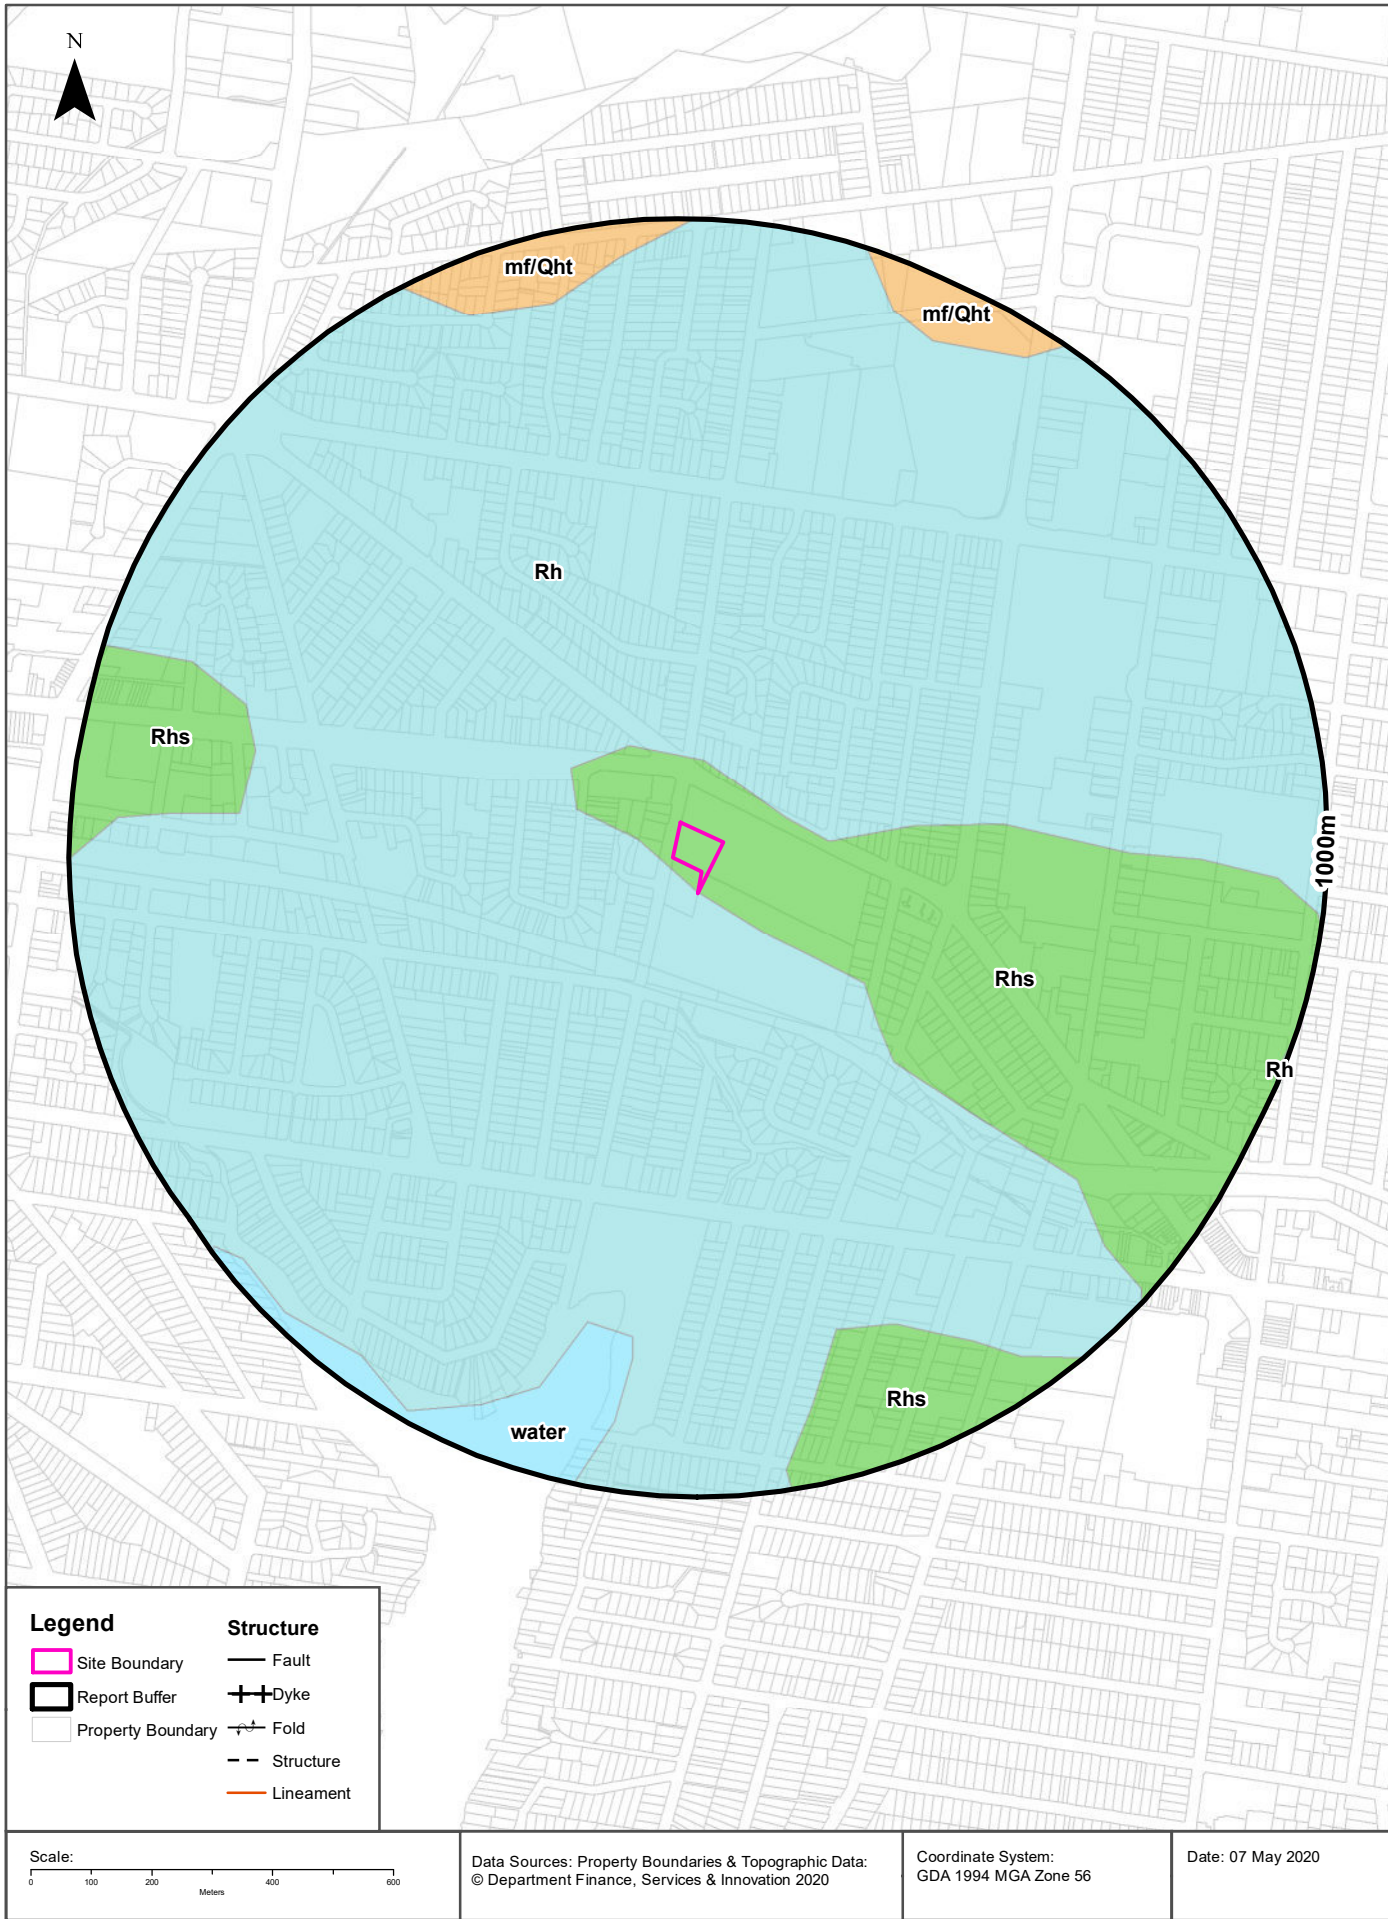 N
mf/Qht
mf/Qht
Rh
Rhs
1000m
Rhs
Rh
Rhs
water
Legend
Site Boundary
Report Buffer
Property Boundary
Structure
Fault
Dyke
Fold
Structure
Lineament
Scale:
0 100 200 400 600
Meters
Data Sources: Property Boundaries & Topographic Data:
© Department Finance, Services & Innovation 2020
Coordinate System:
GDA 1994 MGA Zone 56
Date: 07 May 2020